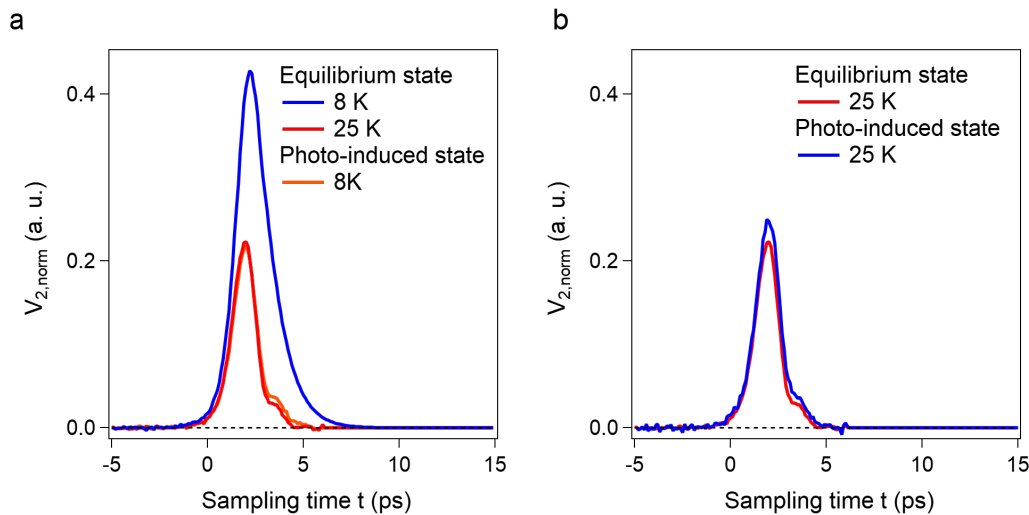 a
0.4
0.2
0.0
V2,norm (a. u.)
Equilibrium state
8 K
25 K
Photo-induced state
8K
-5
0
5
10
15
Sampling time t (ps)
b
0.4
0.2
0.0
V2,norm (a. u.)
Equilibrium state
25 K
Photo-induced state
25 K
-5
0
5
10
15
Sampling time t (ps)